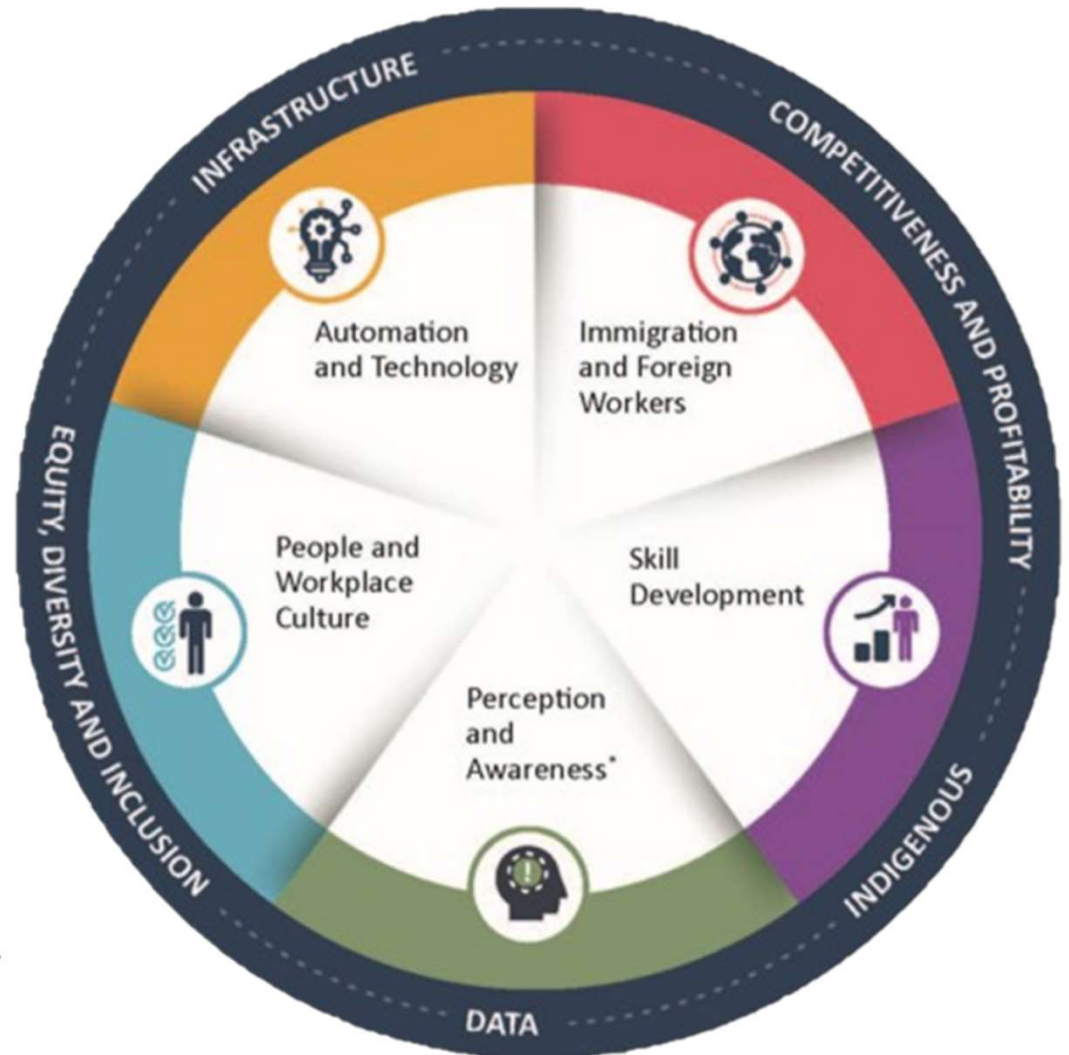 INFRASTRUCTURE
COMPETITIVENESS AND PROFITABILITY
Automation
and Technology
Immigration
and Foreign
Workers
EQUITY, DIVERSITY AND INCLUSION
People and
Workplace
Culture
Skill
Development
Perception
and
Awareness*
INDIGENOUS
DATA